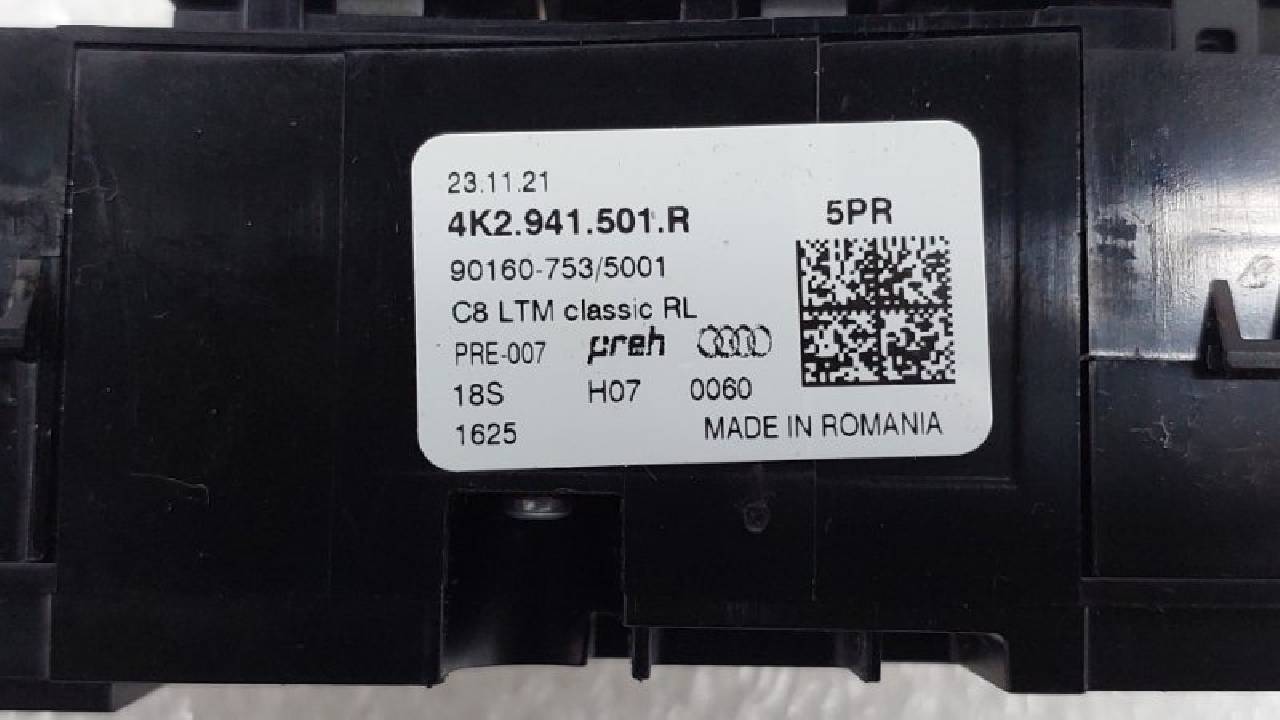 23.11.21
4K2.941.501.R
5PR
90160-753/5001
C8 LTM classic RL
PRE-007 preh
18S H07 0060
1625 MADE IN ROMANIA